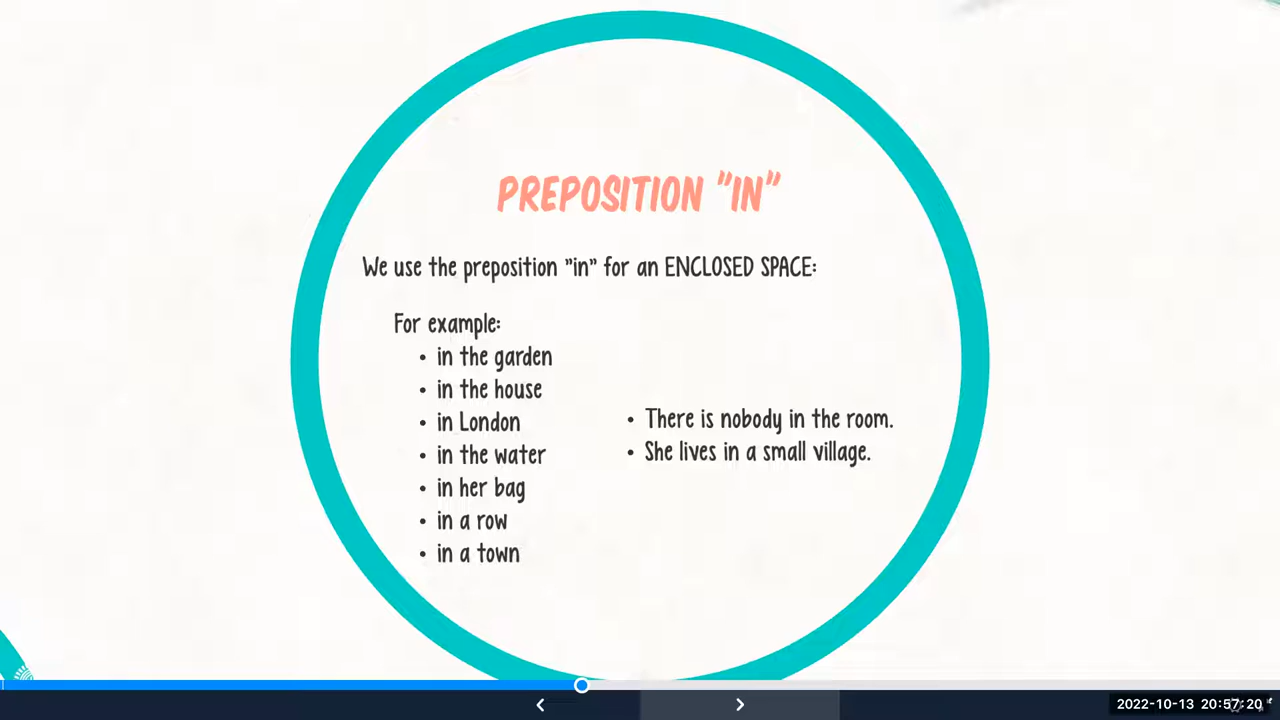 PREPOSITION "IN"
We use the preposition "in" for an ENCLOSED SPACE:
For example:
• in the garden
• in the house
• in London
• in the water
• in her bag
• in a row
• in a town
• There is nobody in the room.
• She lives in a small village.
2022-10-13 20:57:20